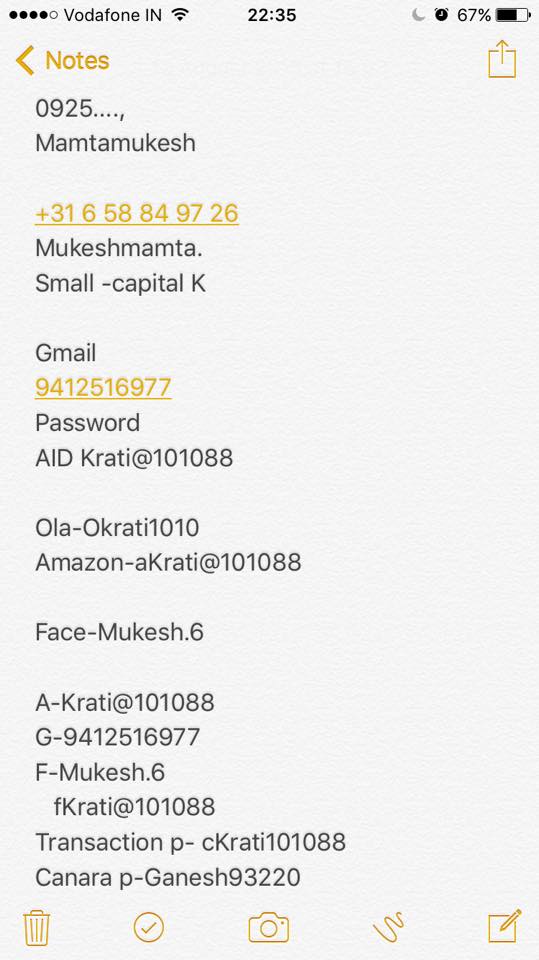 Vodafone IN 22:35 67%
Notes
0925....,
Mamtamukesh
+31 6 58 84 97 26
Mukeshmamta.
Small -capital K
Gmail
9412516977
Password
AID Krati@101088
Ola-Okrati1010
Amazon-aKrati@101088
Face-Mukesh.6
A-Krati@101088
G-9412516977
F-Mukesh.6
fKrati@101088
Transaction p- cKrati101088
Canara p-Ganesh93220